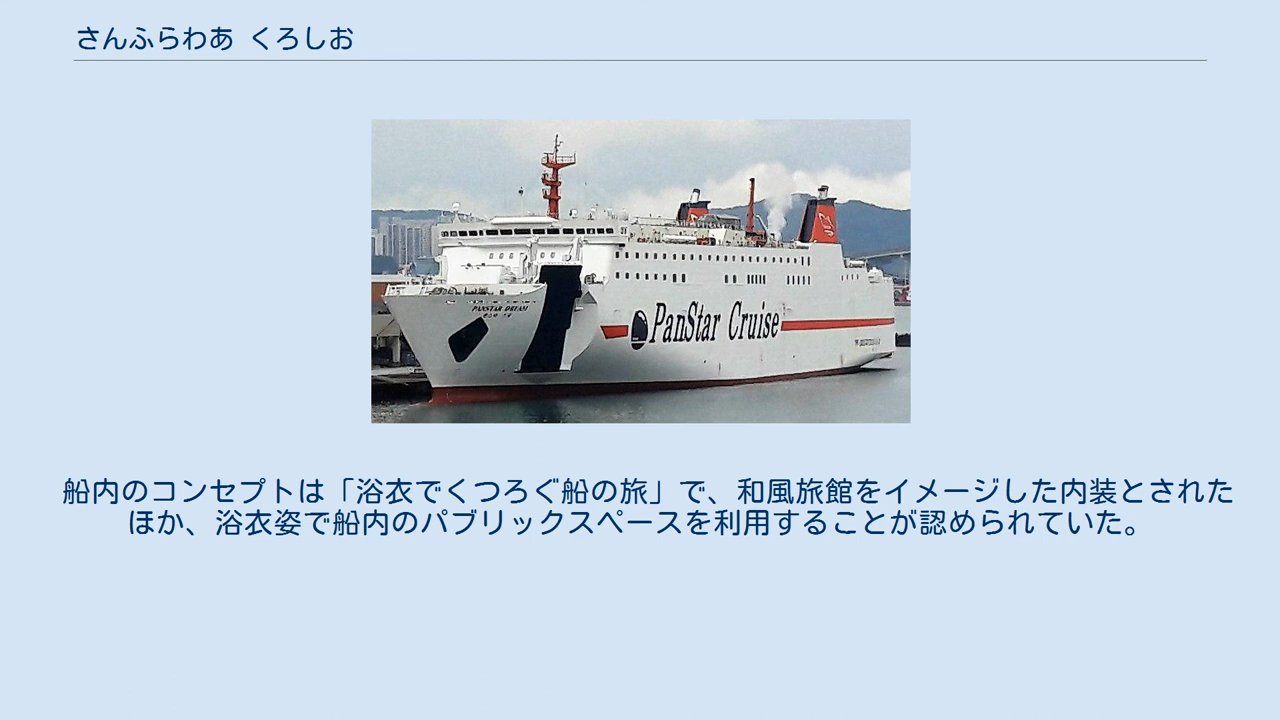 さんふらわあ くろしお
PANSTAR DREAM
PanStar Cruise
船内のコンセプトは「浴衣でくつろぐ船の旅」で、和風旅館をイメージした内装とされた
ほか、浴衣姿で船内のパブリックスペースを利用することが認められていた。